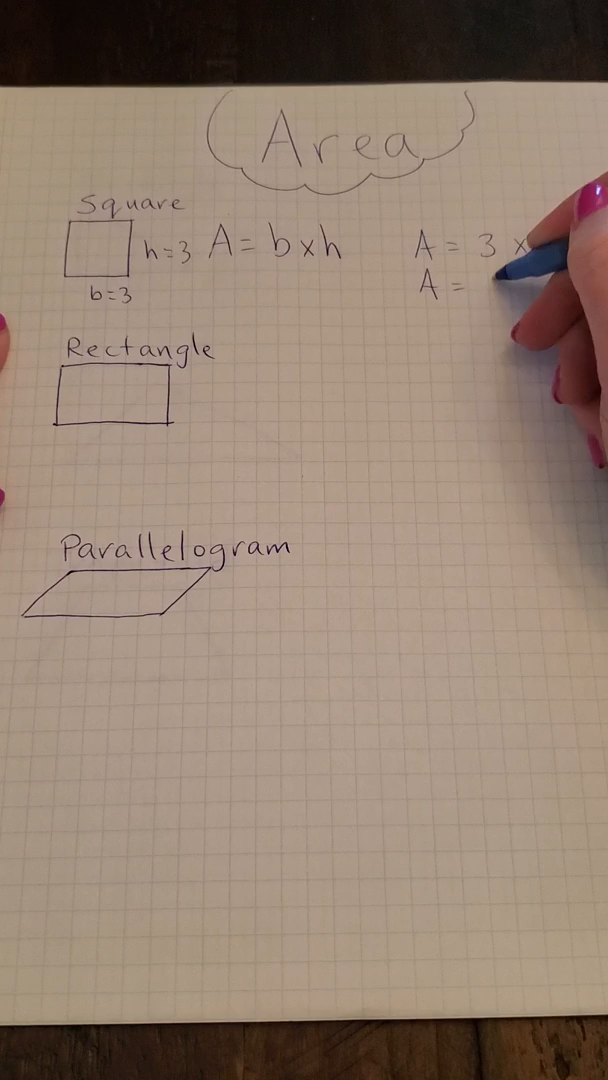 Area
Square
h=3 A= b x h A = 3 x
b=3 A =
Rectangle
Parallelogram